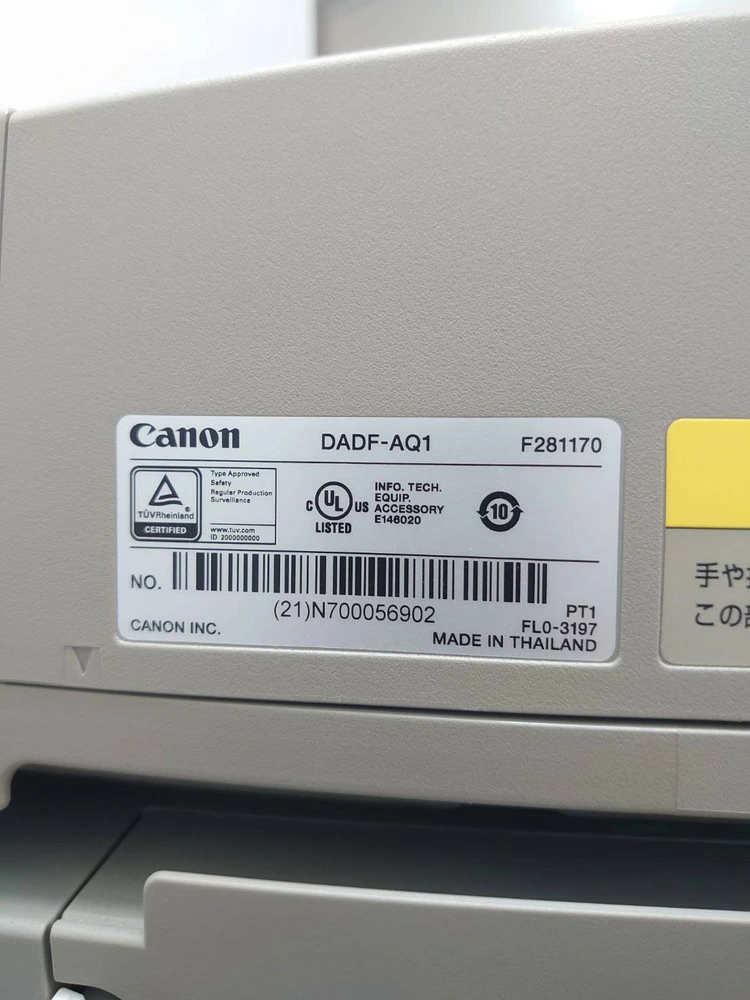 Canon DADF-AQ1 F281170
TÜVRheinland®
CERTIFIED
Type Approved
Safety
Regular Production
Surveillance
www.tuv.com
ID 2000000000
C UL US
LISTED
INFO. TECH.
EQUIP.
ACCESSORY
E146020
10
NO.
(21)N700056902
CANON INC.
PT1
FL0-3197
MADE IN THAILAND
手や
この